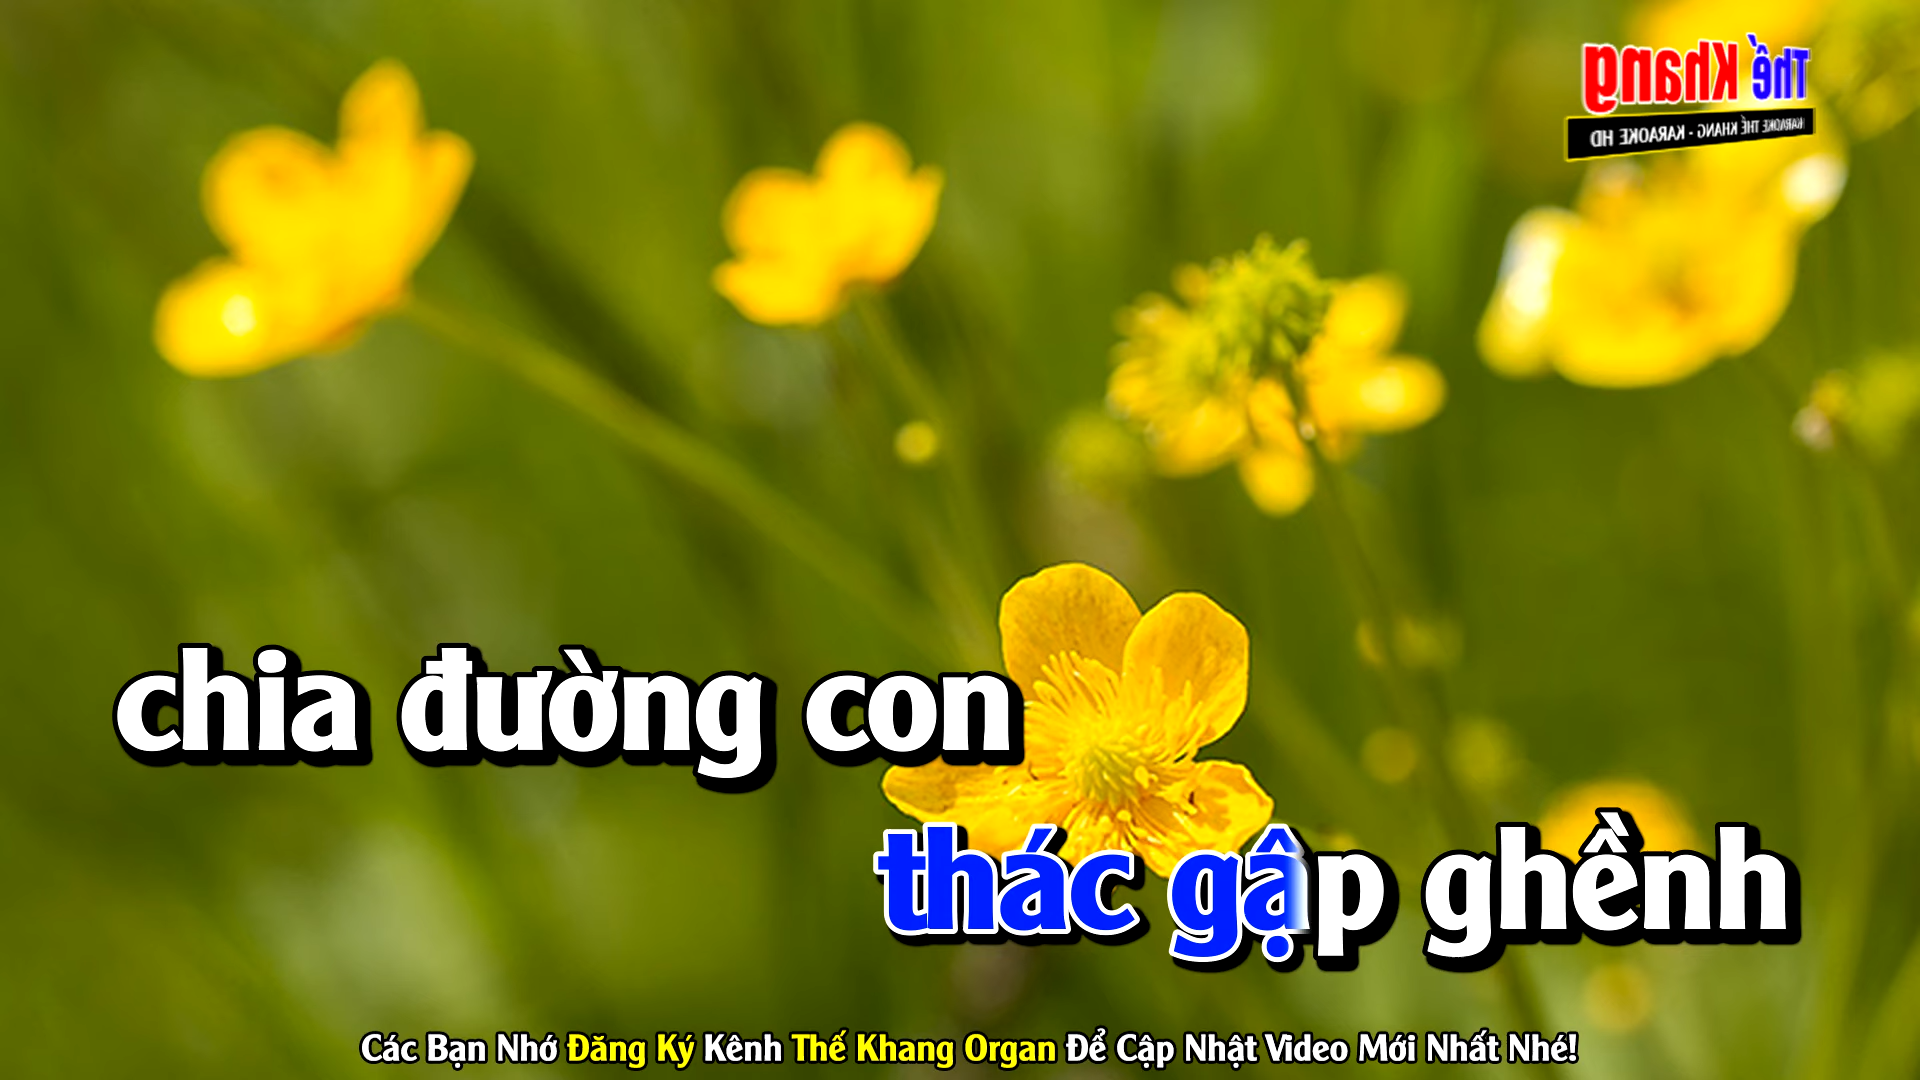 Thế Khang
KARAOKE THẾ KHANG - KARAOKE HD
chia đường con
thác gập ghềnh
Các Bạn Nhớ Đăng Ký Kênh Thế Khang Organ Để Cập Nhật Video Mới Nhất Nhé!